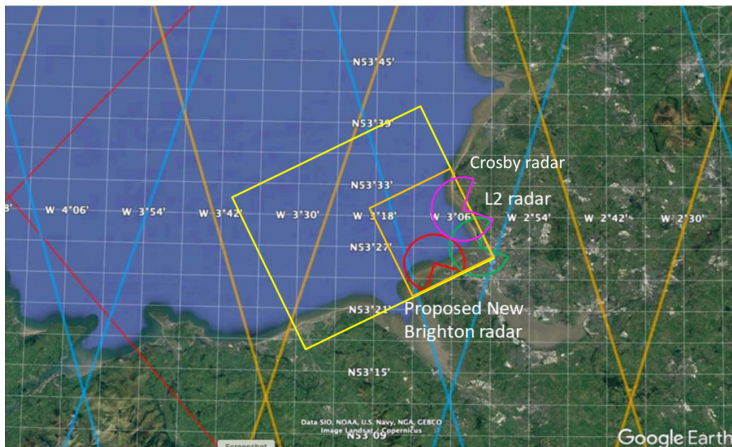 N53°45'
N53°39'
Crosby radar
N53°33'
L2 radar
W 4°06' W 3°54' W 3°42' W 3°30' W 3°18' W 3°06' W 2°54' W 2°42' W 2°30'
N53°27'
N53°21'
Proposed New
Brighton radar
N53°15'
Data SIO, NOAA, U.S. Navy, NGA, GEBCO
Image Landsat / Copernicus
N53°09'
Google Earth
Screenshot